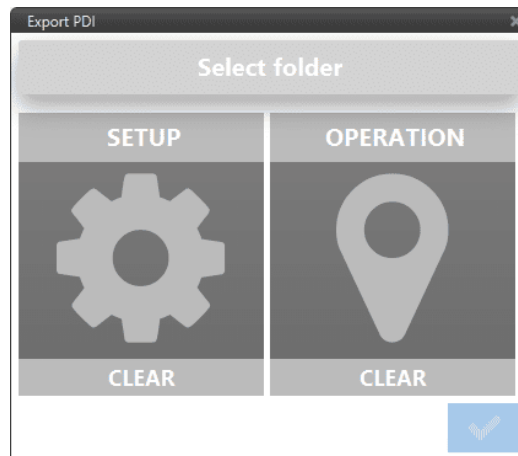 Export PDI
Select folder
SETUP
OPERATION
CLEAR
CLEAR